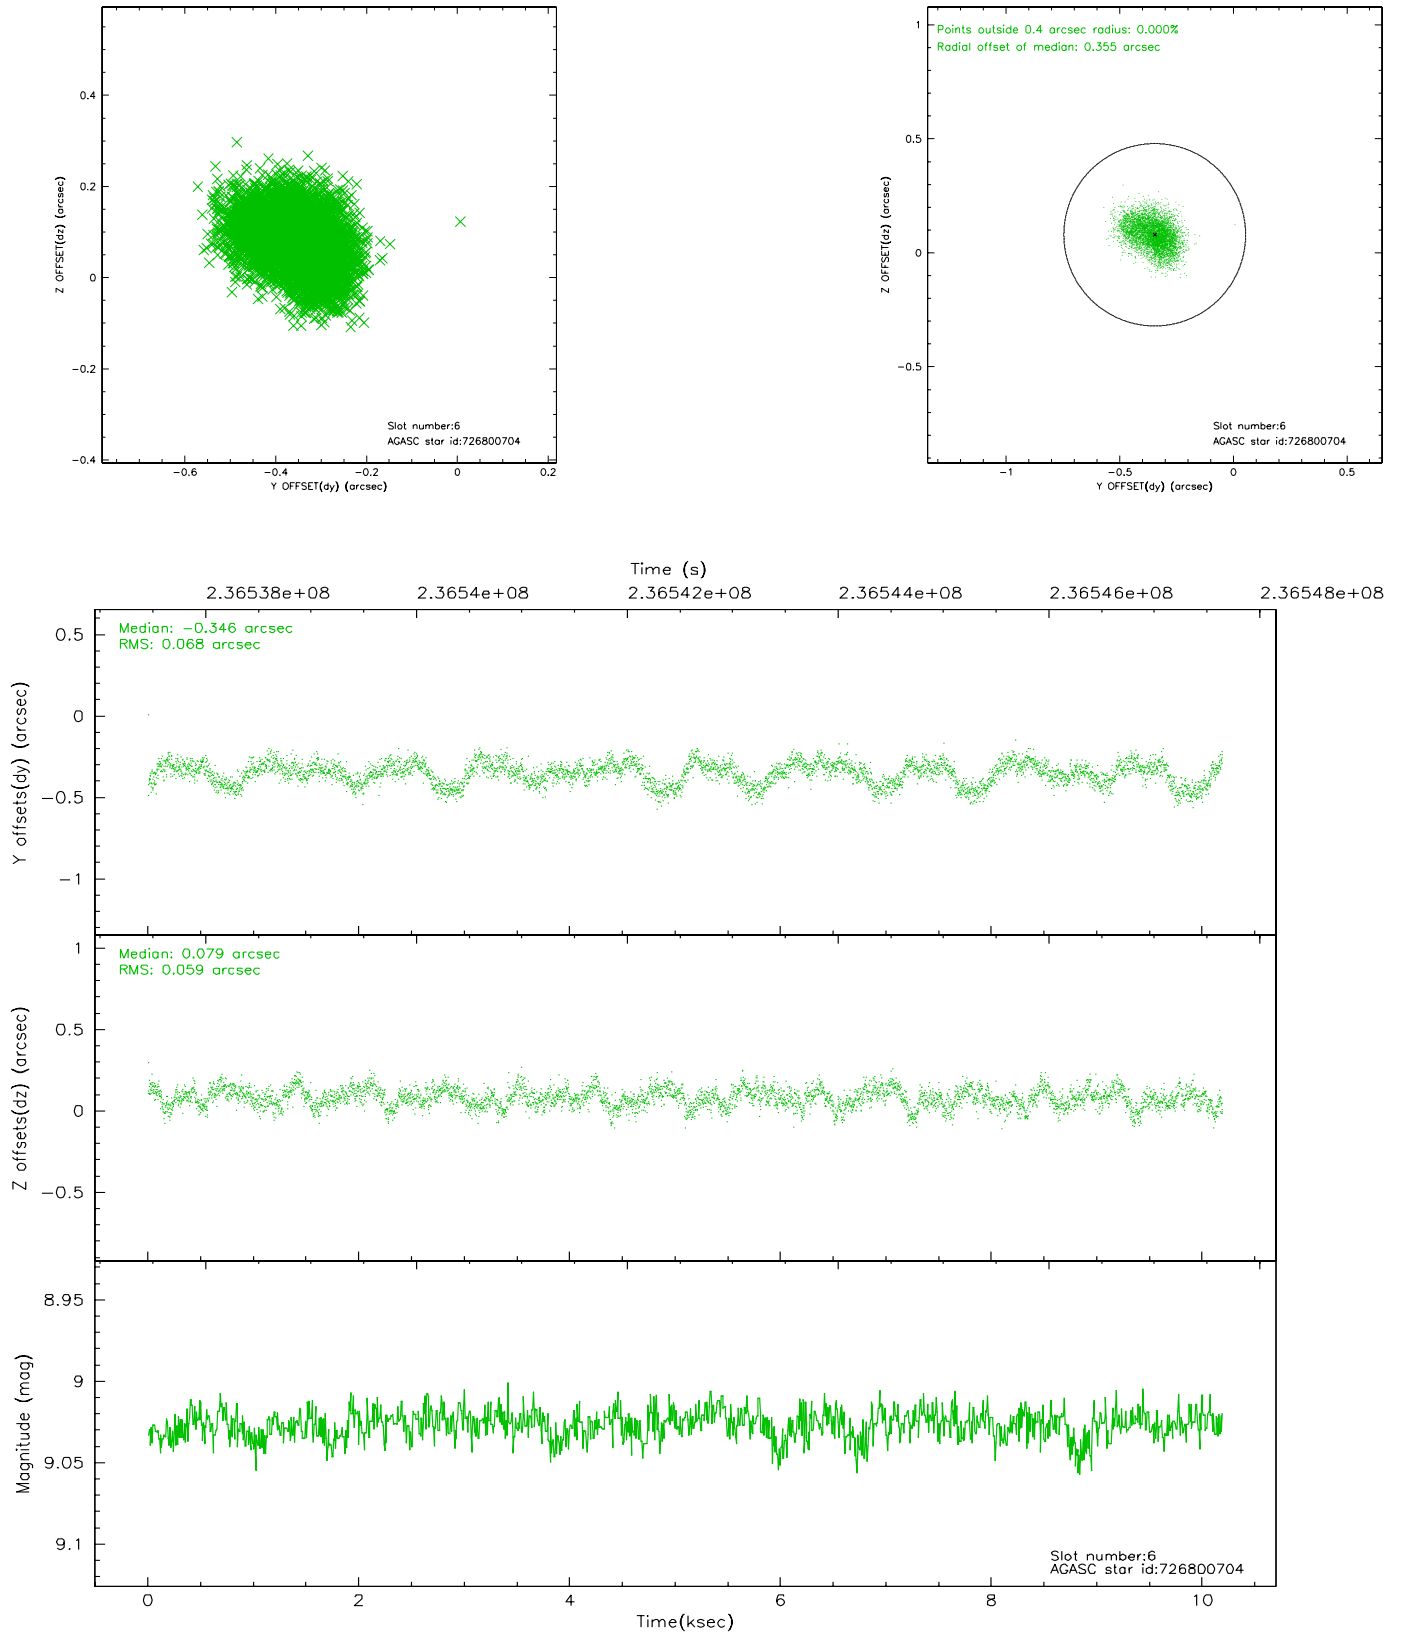 0.4
0.2
0
−0.2
−0.4
Z OFFSET(dz) (arcsec)
Slot number:6
AGASC star id:726800704
−0.6
−0.4
−0.2
0
0.2
Y OFFSET(dy) (arcsec)
Points outside 0.4 arcsec radius: 0.000%
Radial offset of median: 0.355 arcsec
1
0.5
0
−0.5
Z OFFSET(dz) (arcsec)
Slot number:6
AGASC star id:726800704
−1
−0.5
0
0.5
Y OFFSET(dy) (arcsec)
Time (s)
2.36538e+08
2.3654e+08
2.36542e+08
2.36544e+08
2.36546e+08
2.36548e+08
Median: −0.346 arcsec
RMS: 0.068 arcsec
0.5
0
−0.5
−1
Y offsets(dy) (arcsec)
Median: 0.079 arcsec
RMS: 0.059 arcsec
1
0.5
0
−0.5
Z offsets(dz) (arcsec)
8.95
9
9.05
9.1
Magnitude (mag)
Slot number:6
AGASC star id:726800704
0
2
4
6
8
10
Time(ksec)